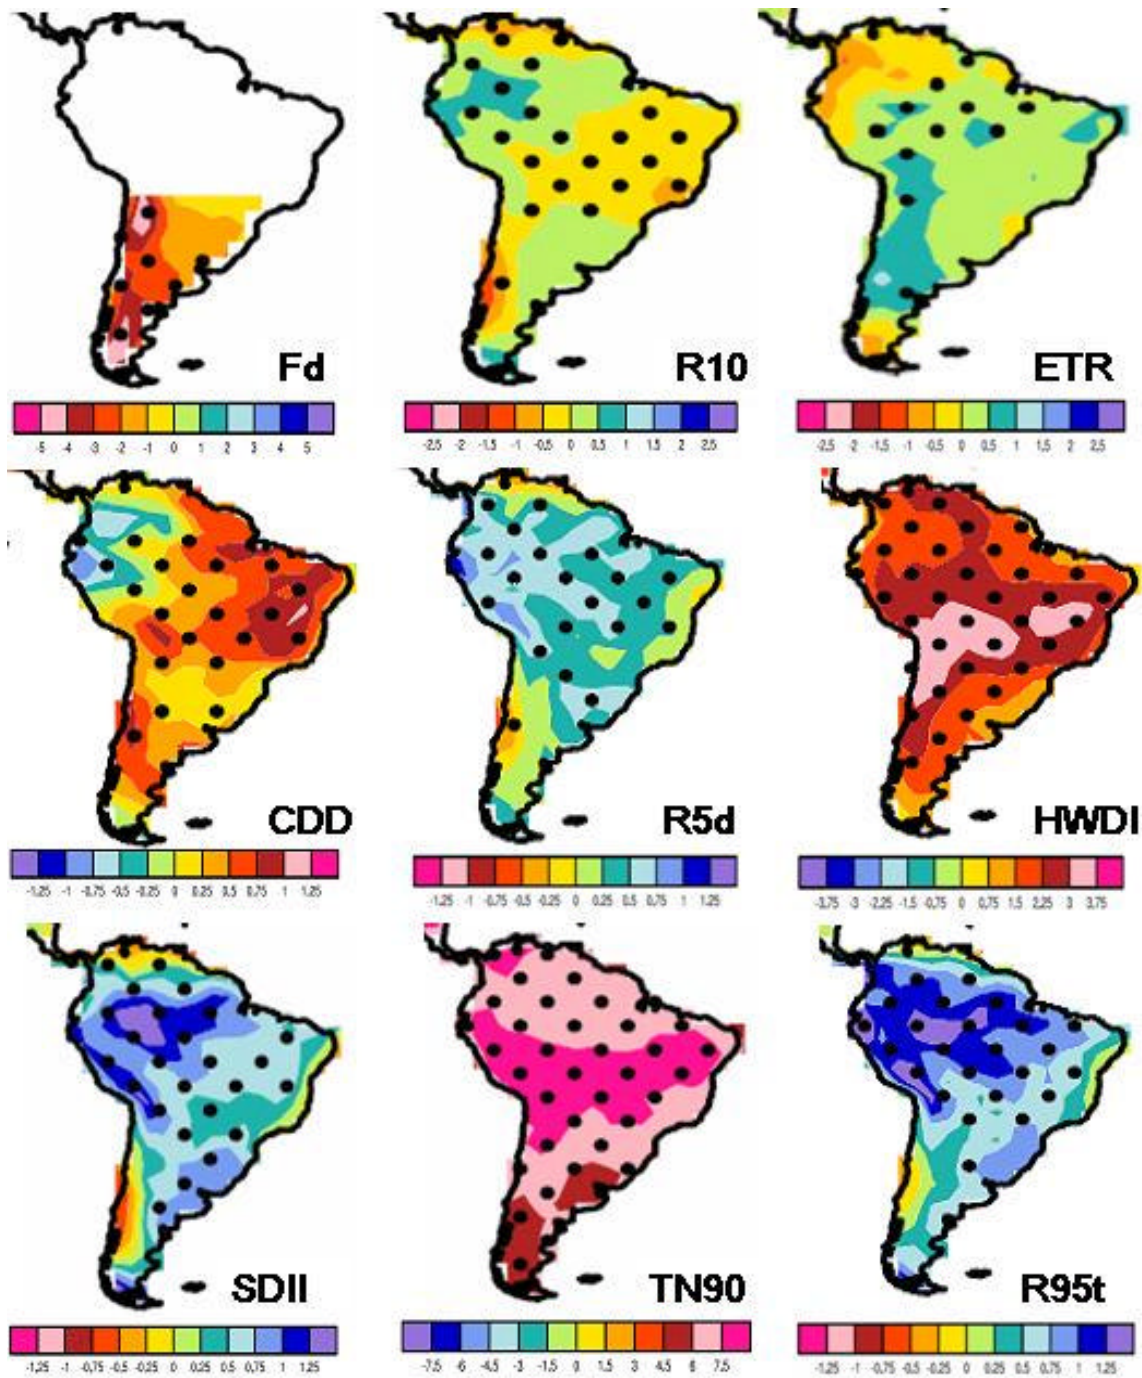 Fd
R10
ETR
-5 -4 -3 -2 -1 0 1 2 3 4 5
-2.5 -2 -1.5 -1 -0.5 0 0.5 1 1.5 2 2.5
-2.5 -2 -1.5 -1 -0.5 0 0.5 1 1.5 2 2.5
CDD
R5d
HWDI
-1.25 -1 -0.75 -0.5 -0.25 0 0.25 0.5 0.75 1 1.25
-1.25 -1 -0.75 -0.5 -0.25 0 0.25 0.5 0.75 1 1.25
-3.75 -3 -2.25 -1.5 -0.75 0 0.75 1.5 2.25 3 3.75
SDII
TN90
R95t
-1,25 -1 -0,75 -0,5 -0,25 0 0,25 0,5 0,75 1 1,25
-7.5 -6 -4.5 -3 -1.5 0 1.5 3 4.5 6 7.5
-1.25 -1 -0.75 -0.5 -0.25 0 0.25 0.5 0.75 1 1.25